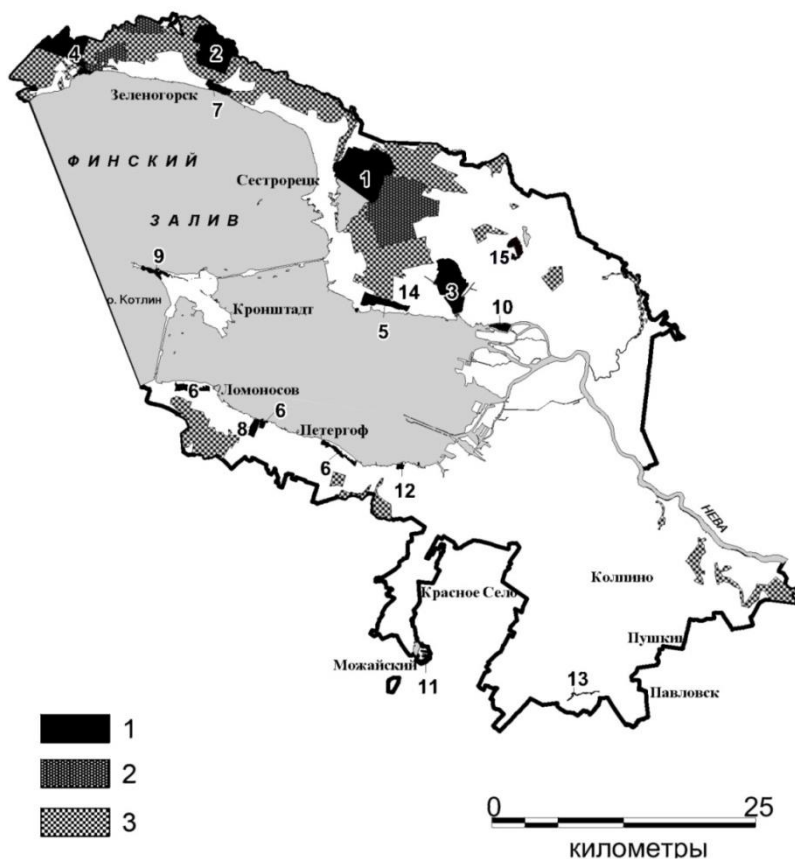 4
2
Зеленогорск
7
ФИНСКИЙ
ЗАЛИВ
Сестрорецк
1
15
9
о. Котлин
Кронштадт
14
3
5
10
6
Ломоносов
8
6
Петергоф
6
12
НЕВА
Колпино
Красное Село
Пушкин
Можайский
11
13
Павловск
1
2
3
0
25
километры